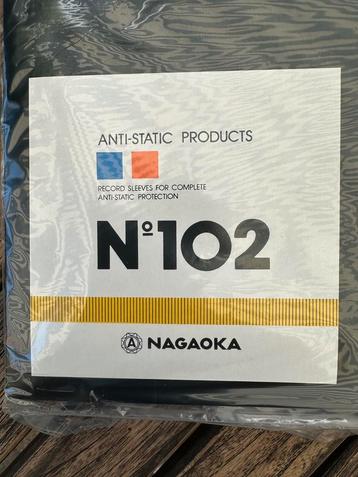 ANTI-STATIC PRODUCTS
RECORD SLEEVES FOR COMPLETE
ANTI-STATIC PROTECTION
Nº102
A NAGAOKA